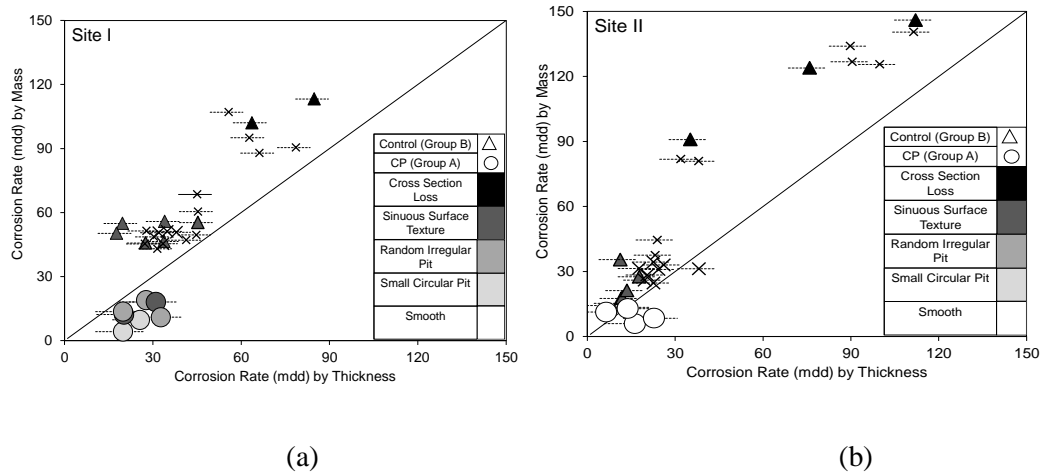 Site I
Corrosion Rate (mdd) by Mass
150
120
90
60
30
0
0 30 60 90 120 150
Corrosion Rate (mdd) by Thickness
Control (Group B)
CP (Group A)
Cross Section
Loss
Sinuous Surface
Texture
Random Irregular
Pit
Small Circular Pit
Smooth
(a)
Site II
Corrosion Rate (mdd) by Mass
150
120
90
60
30
0
0 30 60 90 120 150
Corrosion Rate (mdd) by Thickness
Control (Group B)
CP (Group A)
Cross Section
Loss
Sinuous Surface
Texture
Random Irregular
Pit
Small Circular Pit
Smooth
(b)